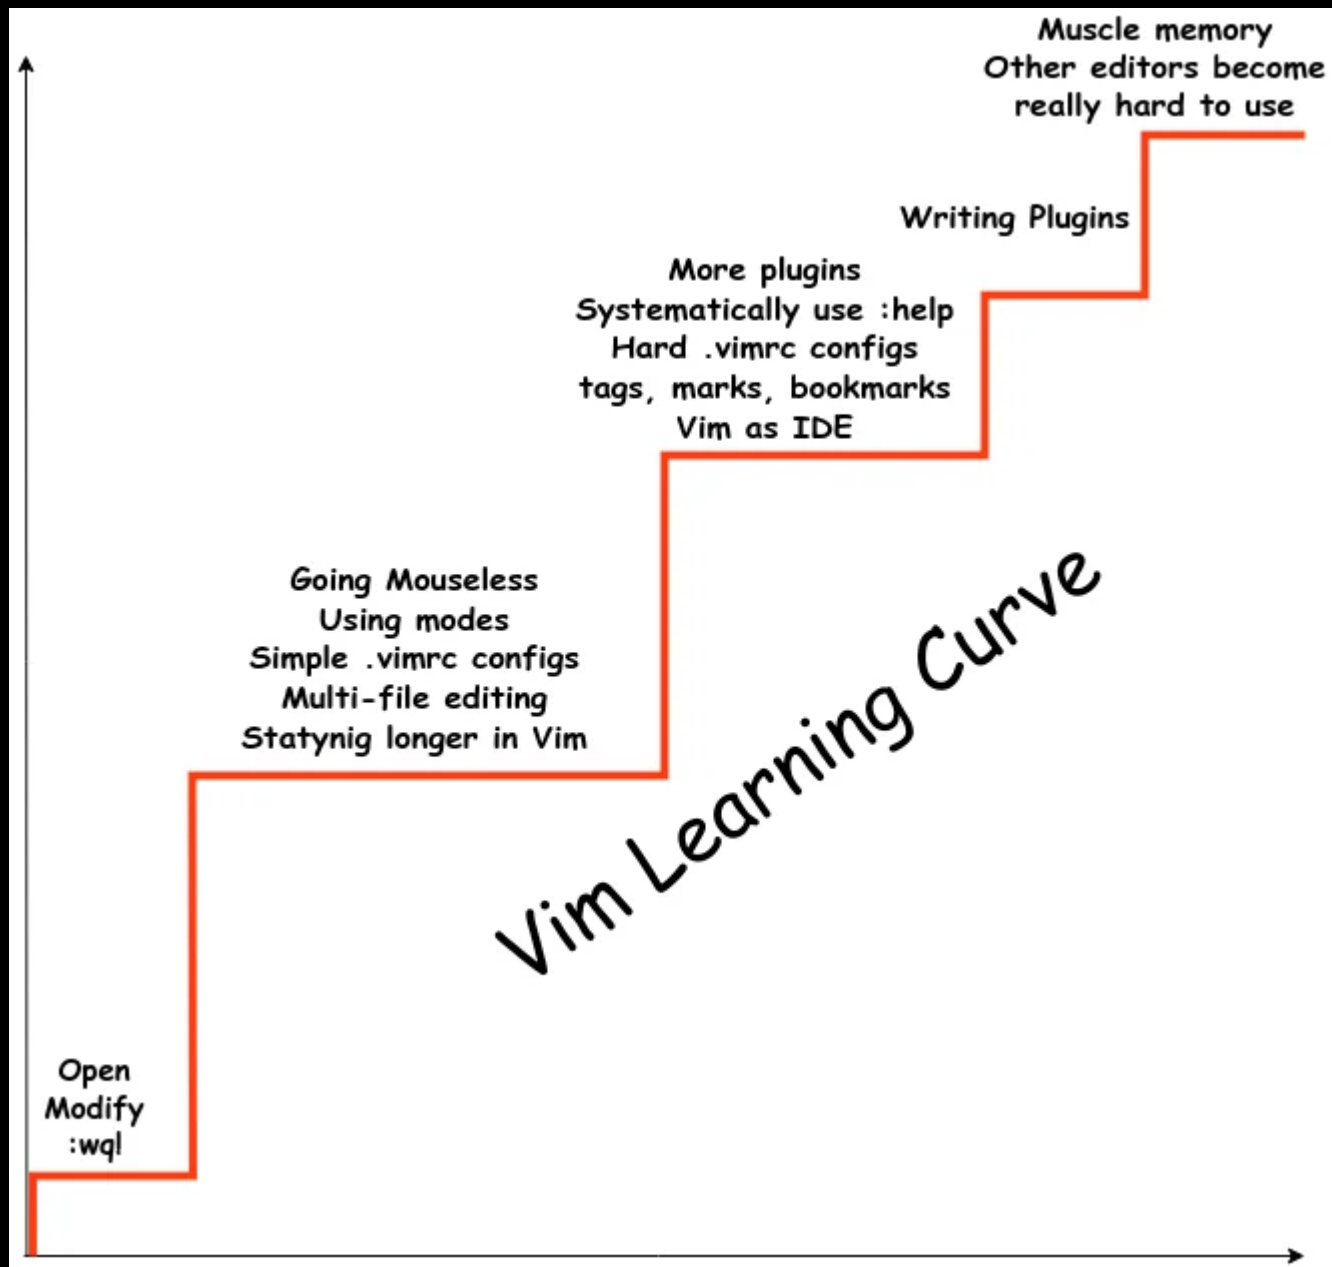 Muscle memory
Other editors become
really hard to use
Writing Plugins
More plugins
Systematically use :help
Hard .vimrc configs
tags, marks, bookmarks
Vim as IDE
Going Mouseless
Using modes
Simple .vimrc configs
Multi-file editing
Statynig longer in Vim
Vim Learning Curve
Open
Modify
:wq!